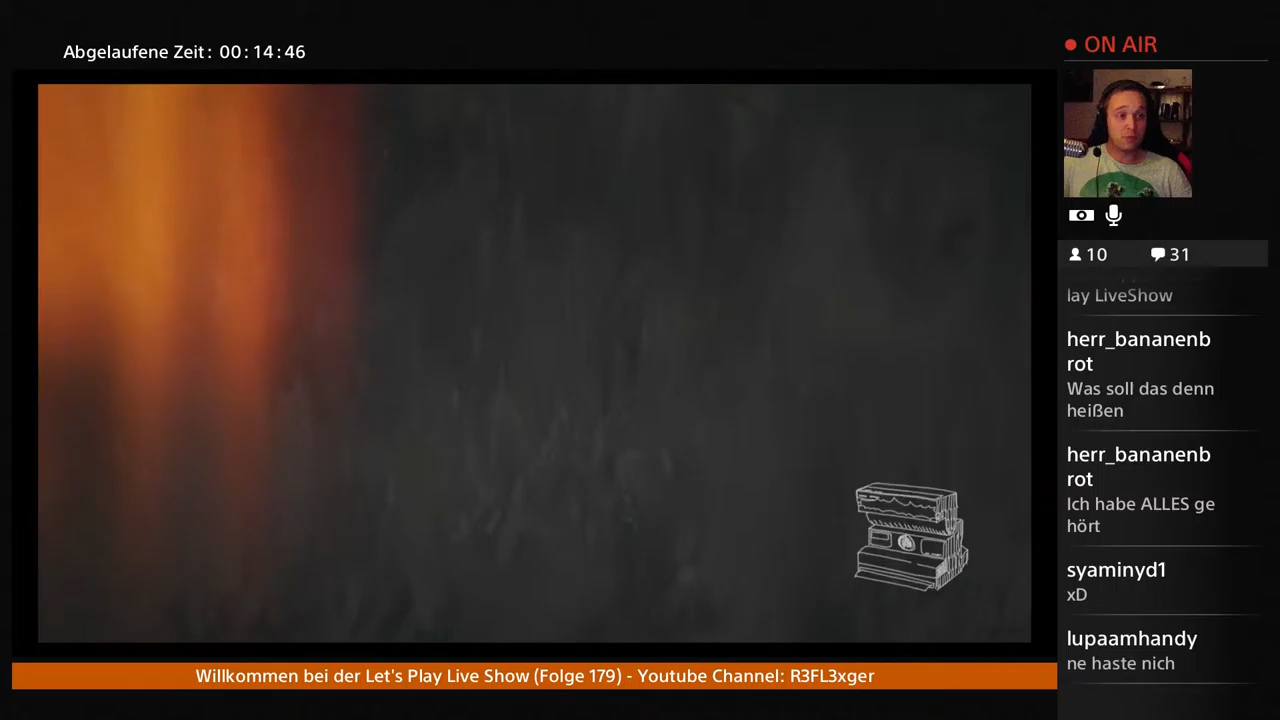 Abgelaufene Zeit: 00:14:46
ON AIR
10 31
lay LiveShow
herr_bananenb
rot
Was soll das denn
heißen
herr_bananenb
rot
Ich habe ALLES ge
hört
syaminyd1
xD
lupaamhandy
ne haste nich
Willkommen bei der Let's Play Live Show (Folge 179) - Youtube Channel: R3FL3xger